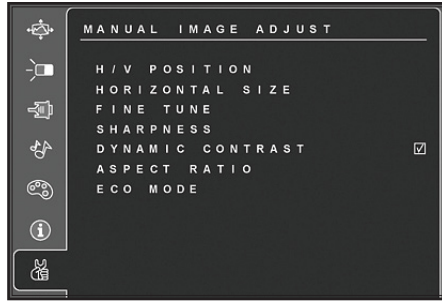 MANUAL IMAGE ADJUST
H/V POSITION
HORIZONTAL SIZE
FINE TUNE
SHARPNESS
DYNAMIC CONTRAST
ASPECT RATIO
ECO MODE